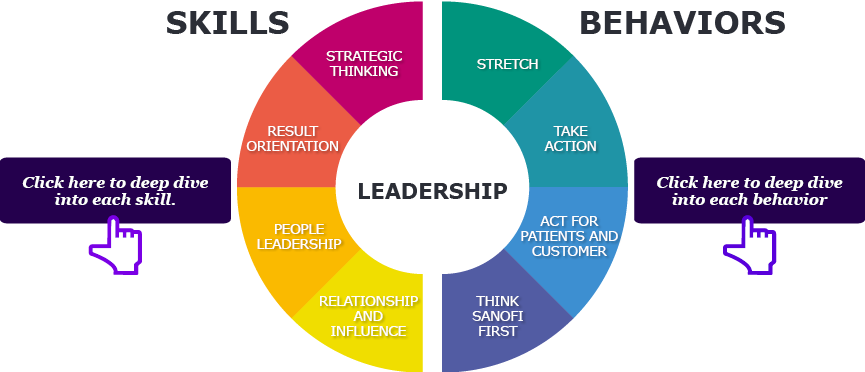 SKILLS
BEHAVIORS
STRATEGIC
THINKING
STRETCH
RESULT
ORIENTATION
TAKE
ACTION
Click here to deep dive
into each skill.
LEADERSHIP
Click here to deep dive
into each behavior
PEOPLE
LEADERSHIP
ACT FOR
PATIENTS AND
CUSTOMER
RELATIONSHIP
AND
INFLUENCE
THINK
SANOFI
FIRST